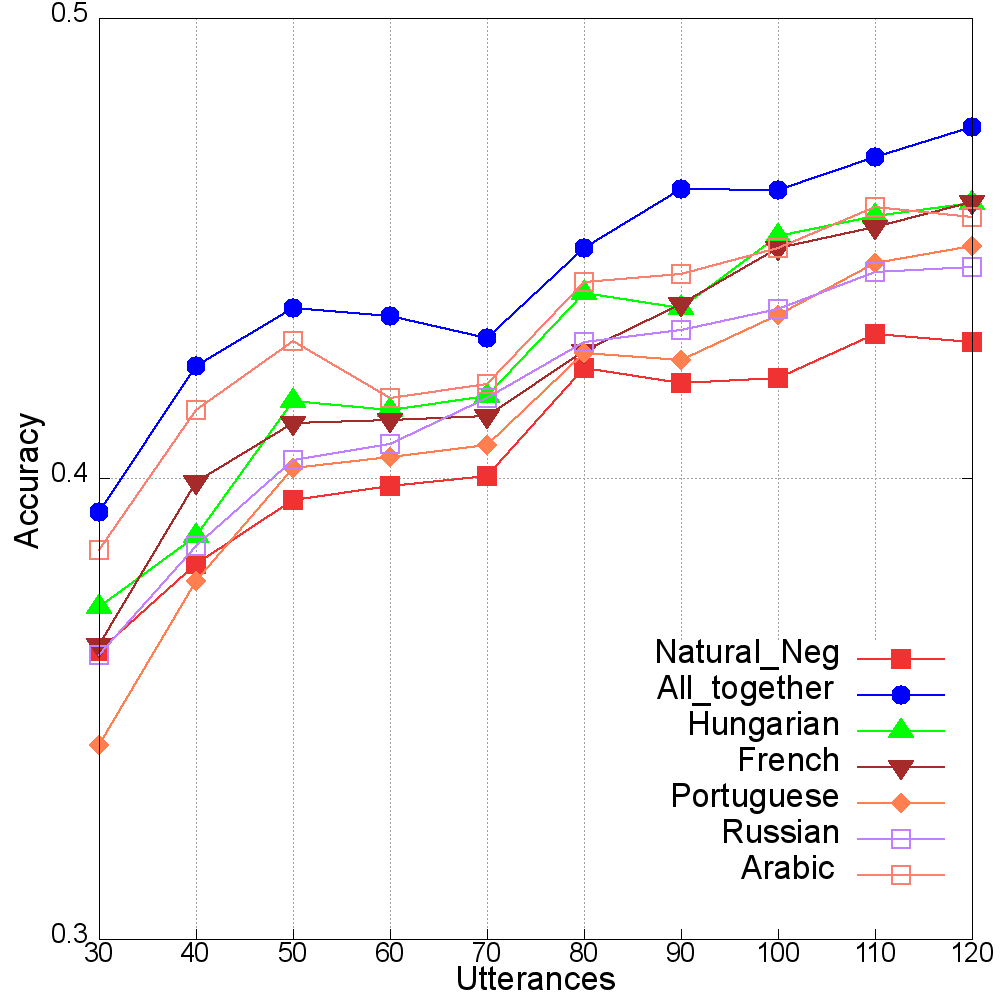 0.5
0.4
0.3
Accuracy
Natural_Neg
All_together
Hungarian
French
Portuguese
Russian
Arabic
30 40 50 60 70 80 90 100 110 120
Utterances